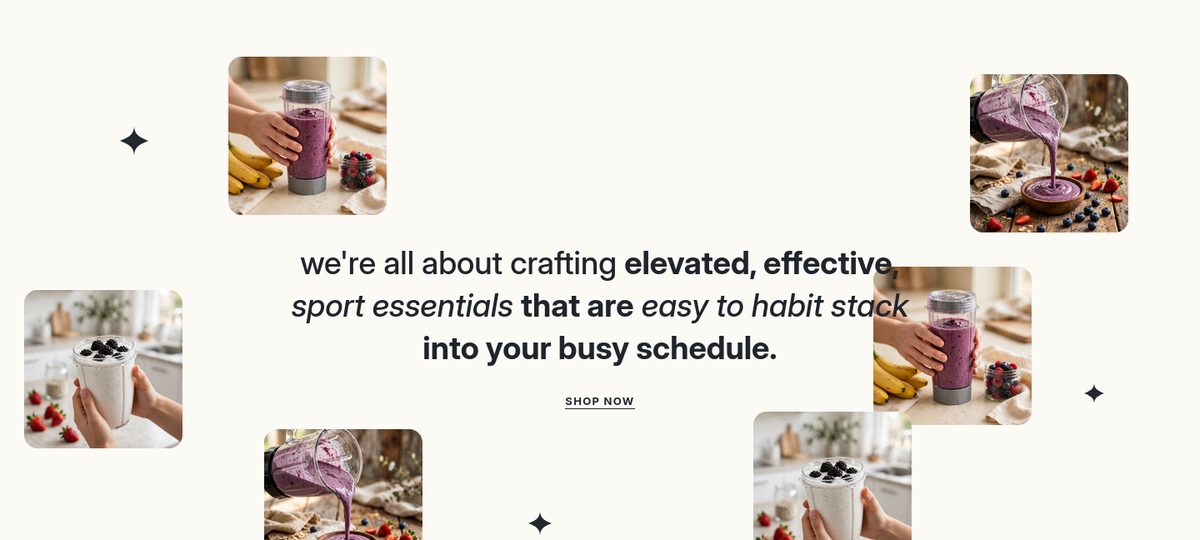 we're all about crafting elevated, effective,
sport essentials that are easy to habit stack
into your busy schedule.
SHOP NOW